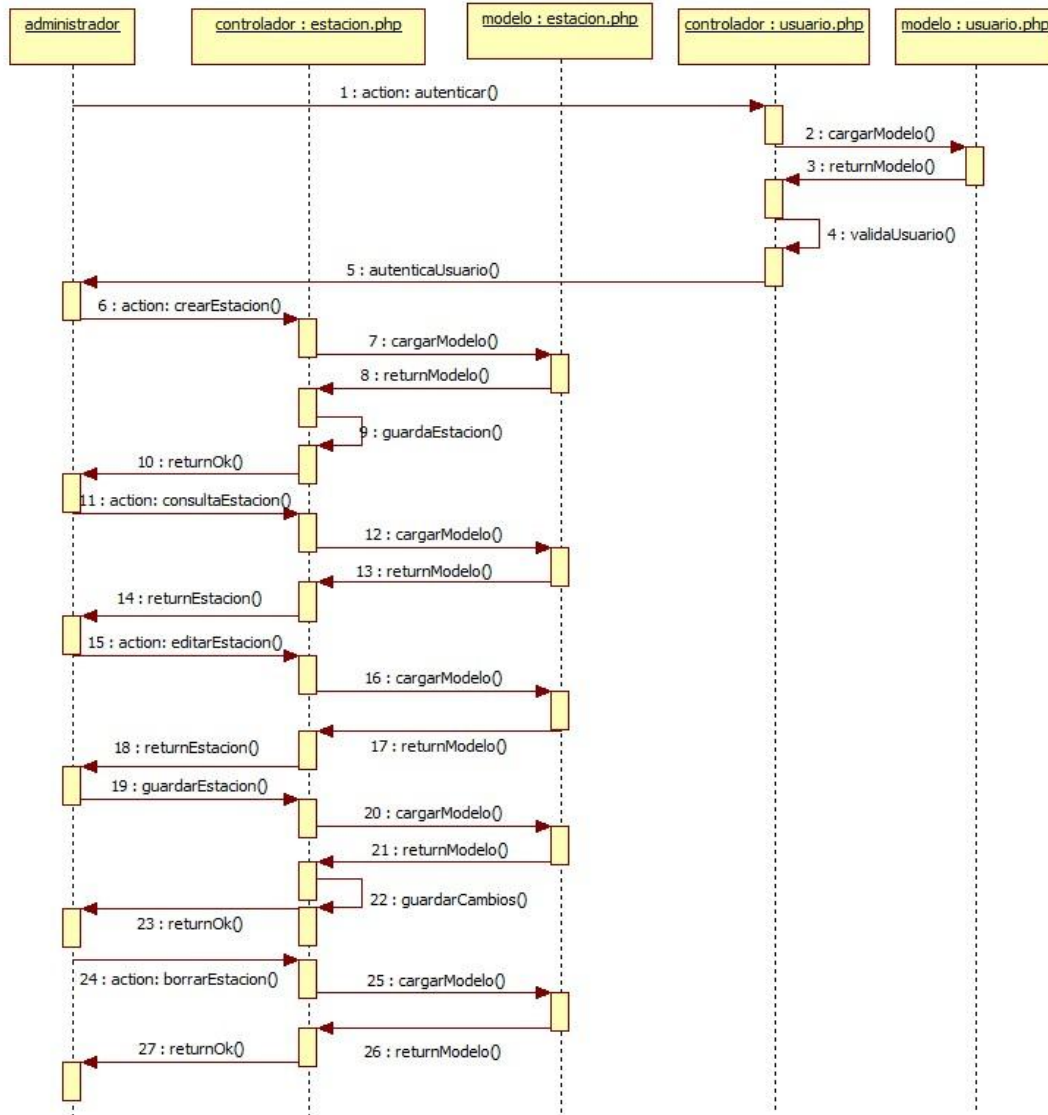 administrador
controlador : estacion.php
modelo : estacion.php
controlador : usuario.php
modelo : usuario.php
1 : action: autenticar()
2 : cargarModelo()
3 : returnModelo()
4 : validaUsuario()
5 : autenticaUsuario()
6 : action: crearEstacion()
7 : cargarModelo()
8 : returnModelo()
9 : guardaEstacion()
10 : returnOk()
11 : action: consultaEstacion()
12 : cargarModelo()
13 : returnModelo()
14 : returnEstacion()
15 : action: editarEstacion()
16 : cargarModelo()
17 : returnModelo()
18 : returnEstacion()
19 : guardarEstacion()
20 : cargarModelo()
21 : returnModelo()
22 : guardarCambios()
23 : returnOk()
24 : action: borrarEstacion()
25 : cargarModelo()
26 : returnModelo()
27 : returnOk()